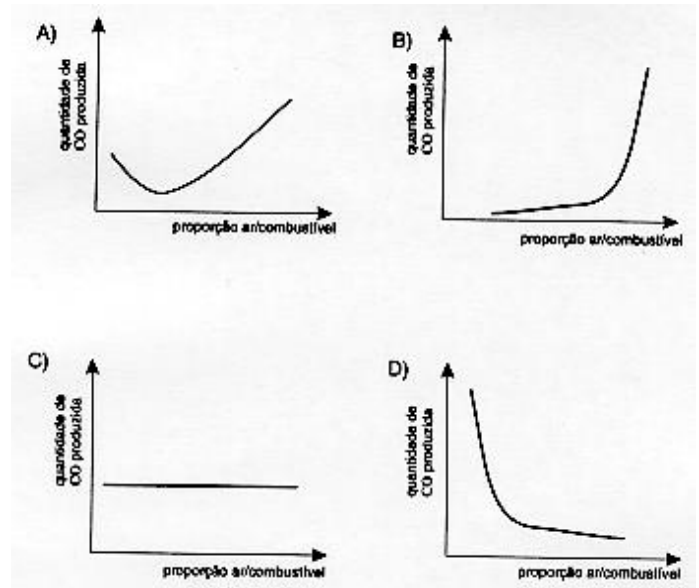 A)
quantidade de
CO produzida
proporção ar/combustível
B)
quantidade de
CO produzida
proporção ar/combustível
C)
quantidade de
CO produzida
proporção ar/combustível
D)
quantidade de
CO produzida
proporção ar/combustível